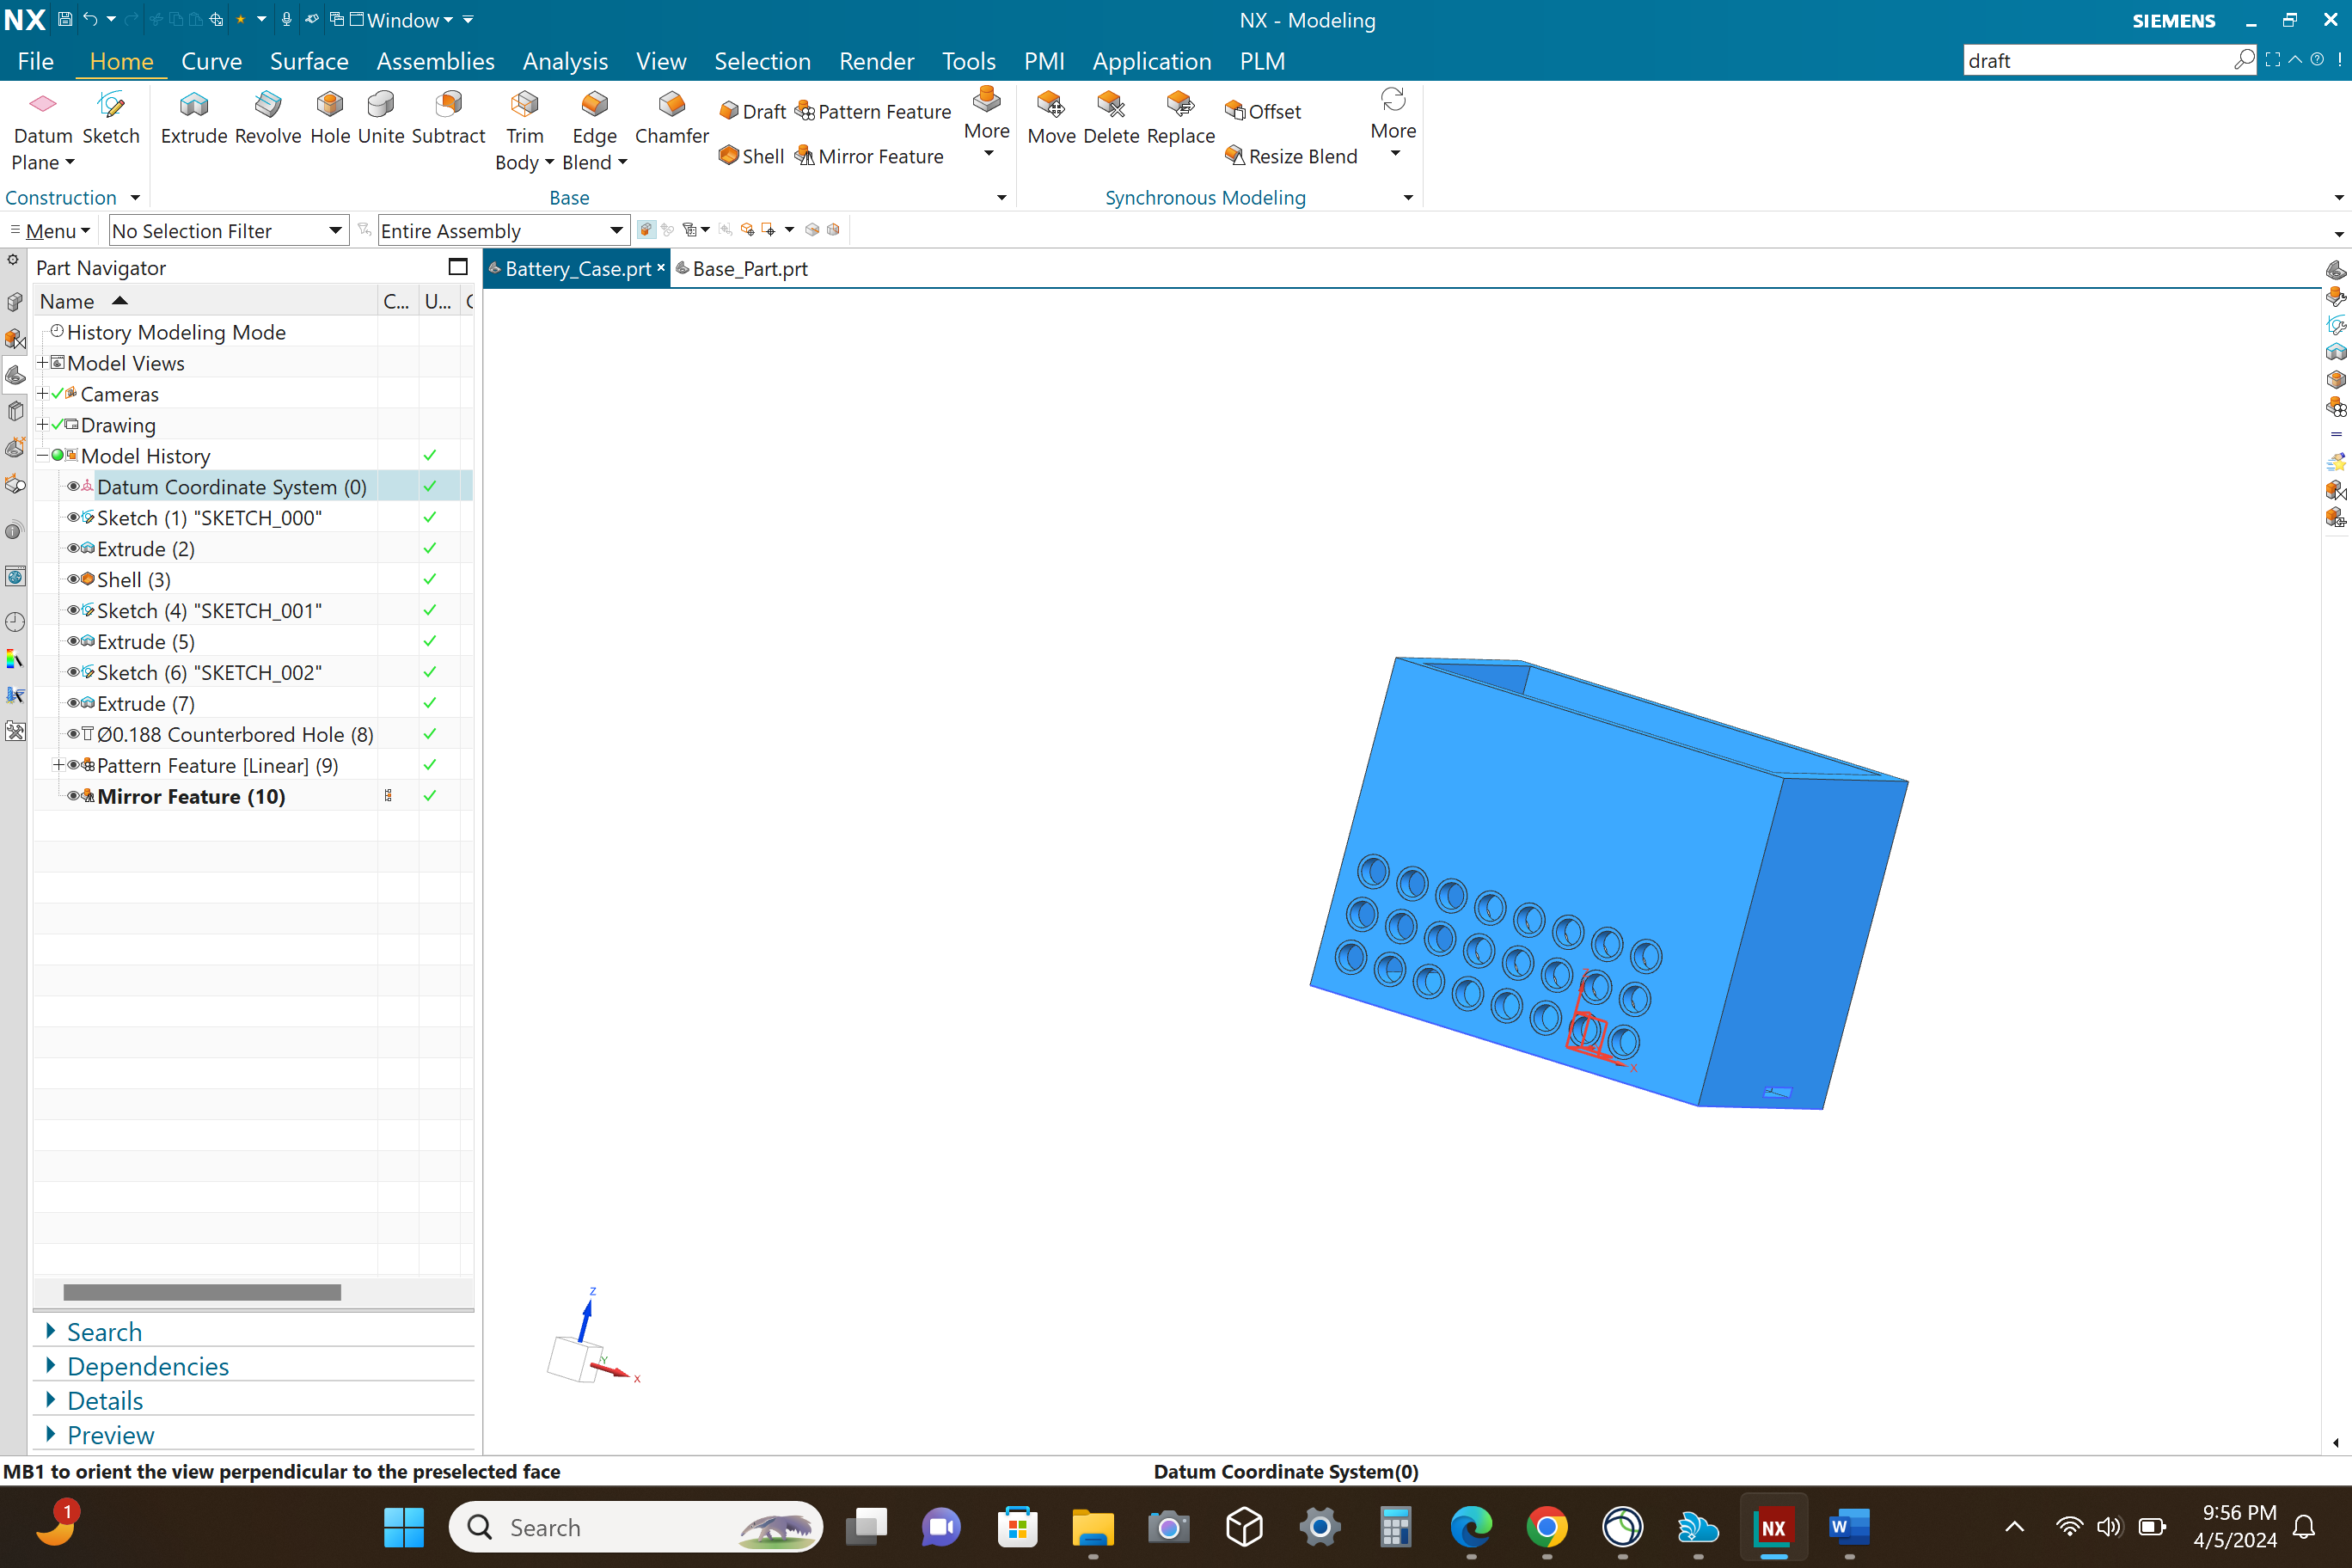 NX Window NX - Modeling SIEMENS
File Home Curve Surface Assemblies Analysis View Selection Render Tools PMI Application PLM draft
Datum Plane Sketch Extrude Revolve Hole Unite Subtract Trim Body Edge Blend Chamfer Draft Pattern Feature More Move Delete Replace Offset More
Shell Mirror Feature Resize Blend
Construction Base Synchronous Modeling
Menu No Selection Filter Entire Assembly
Part Navigator Battery_Case.prt Base_Part.prt
Name C... U...
History Modeling Mode
Model Views
Cameras
Drawing
Model History
Datum Coordinate System (0)
Sketch (1) "SKETCH_000"
Extrude (2)
Shell (3)
Sketch (4) "SKETCH_001"
Extrude (5)
Sketch (6) "SKETCH_002"
Extrude (7)
Ø0.188 Counterbored Hole (8)
Pattern Feature [Linear] (9)
Mirror Feature (10)
X
Z
Y
X
Search
Dependencies
Details
Preview
MB1 to orient the view perpendicular to the preselected face Datum Coordinate System(0)
1 Search NX W 9:56 PM
4/5/2024